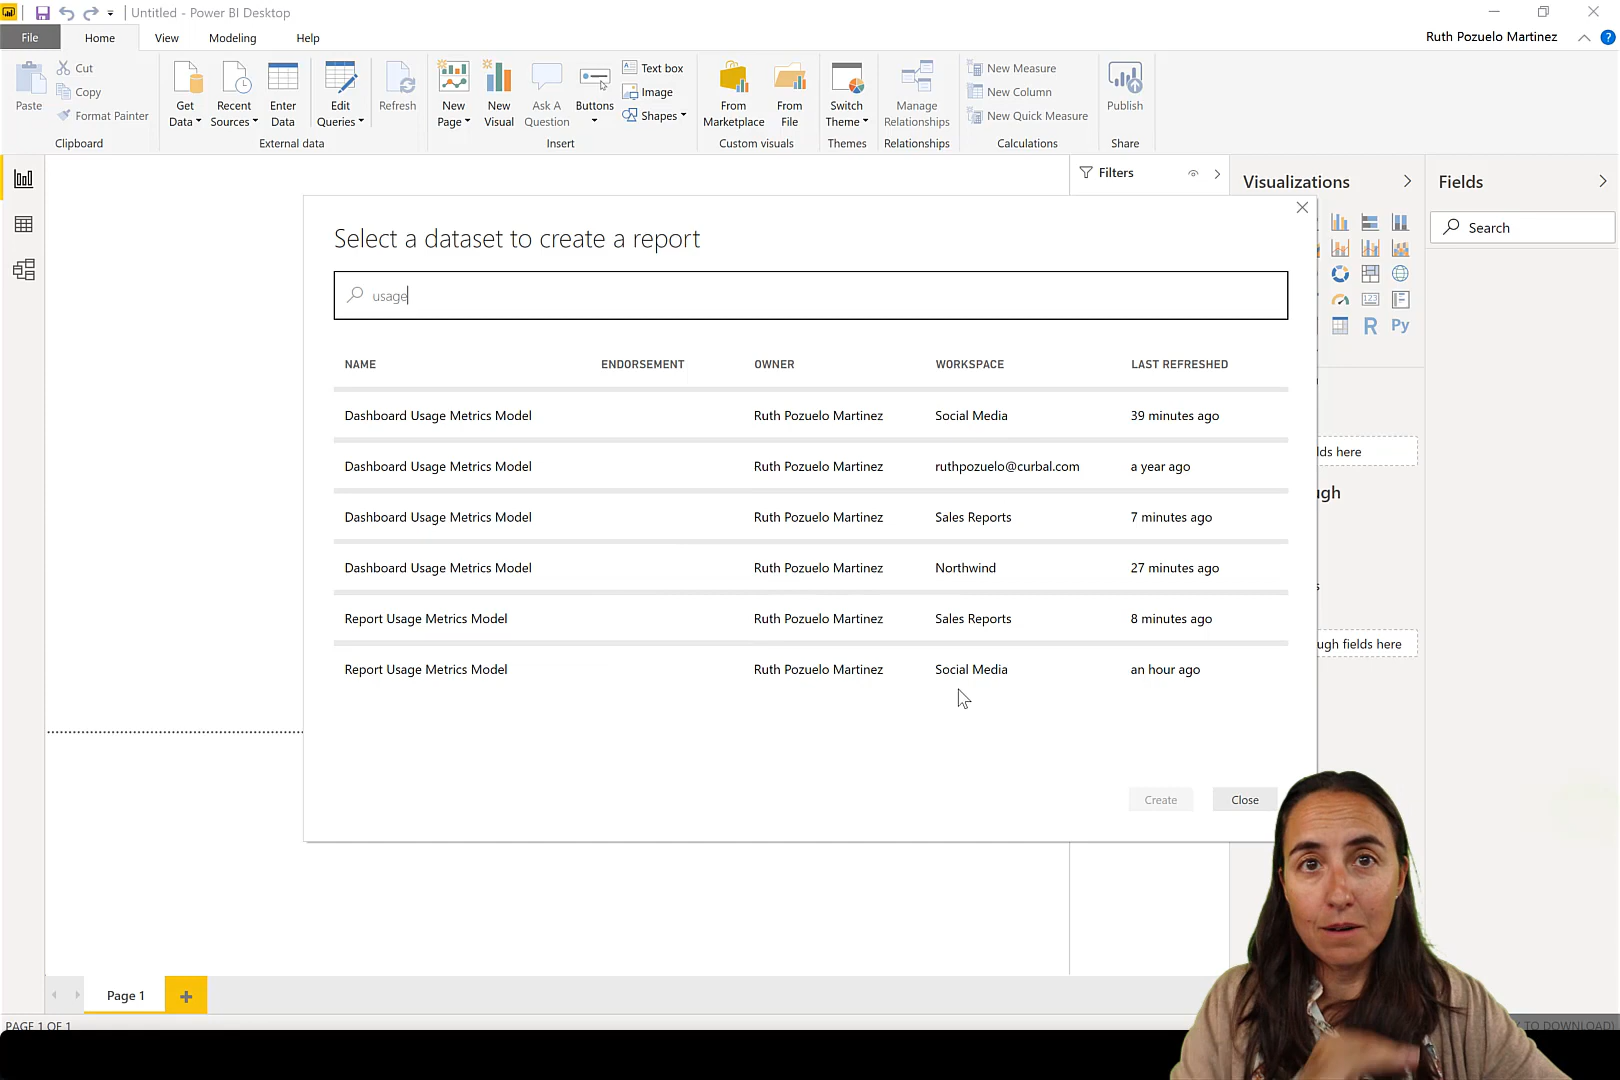 Untitled - Power BI Desktop
File
Home
View
Modeling
Help
Ruth Pozuelo Martinez
?
Paste
Cut
Copy
Format Painter
Clipboard
Get Data
Recent Sources
Enter Data
Edit Queries
Refresh
External data
New Page
New Visual
Ask A Question
Buttons
Text box
Image
Shapes
Insert
From Marketplace
From File
Custom visuals
Switch Theme
Themes
Manage Relationships
Relationships
New Measure
New Column
New Quick Measure
Calculations
Publish
Share
Filters
Visualizations
Fields
Search
123
R
Py
Select a dataset to create a report
usage
NAME ENDORSEMENT OWNER WORKSPACE LAST REFRESHED
Dashboard Usage Metrics Model Ruth Pozuelo Martinez Social Media 39 minutes ago
Dashboard Usage Metrics Model Ruth Pozuelo Martinez ruthpozuelo@curbal.com a year ago
Dashboard Usage Metrics Model Ruth Pozuelo Martinez Sales Reports 7 minutes ago
Dashboard Usage Metrics Model Ruth Pozuelo Martinez Northwind 27 minutes ago
Report Usage Metrics Model Ruth Pozuelo Martinez Sales Reports 8 minutes ago
Report Usage Metrics Model Ruth Pozuelo Martinez Social Media an hour ago
lds here
ugh
s
ugh fields here
Create
Close
Page 1
PAGE 1 OF 1
TO DOWNLOAD)